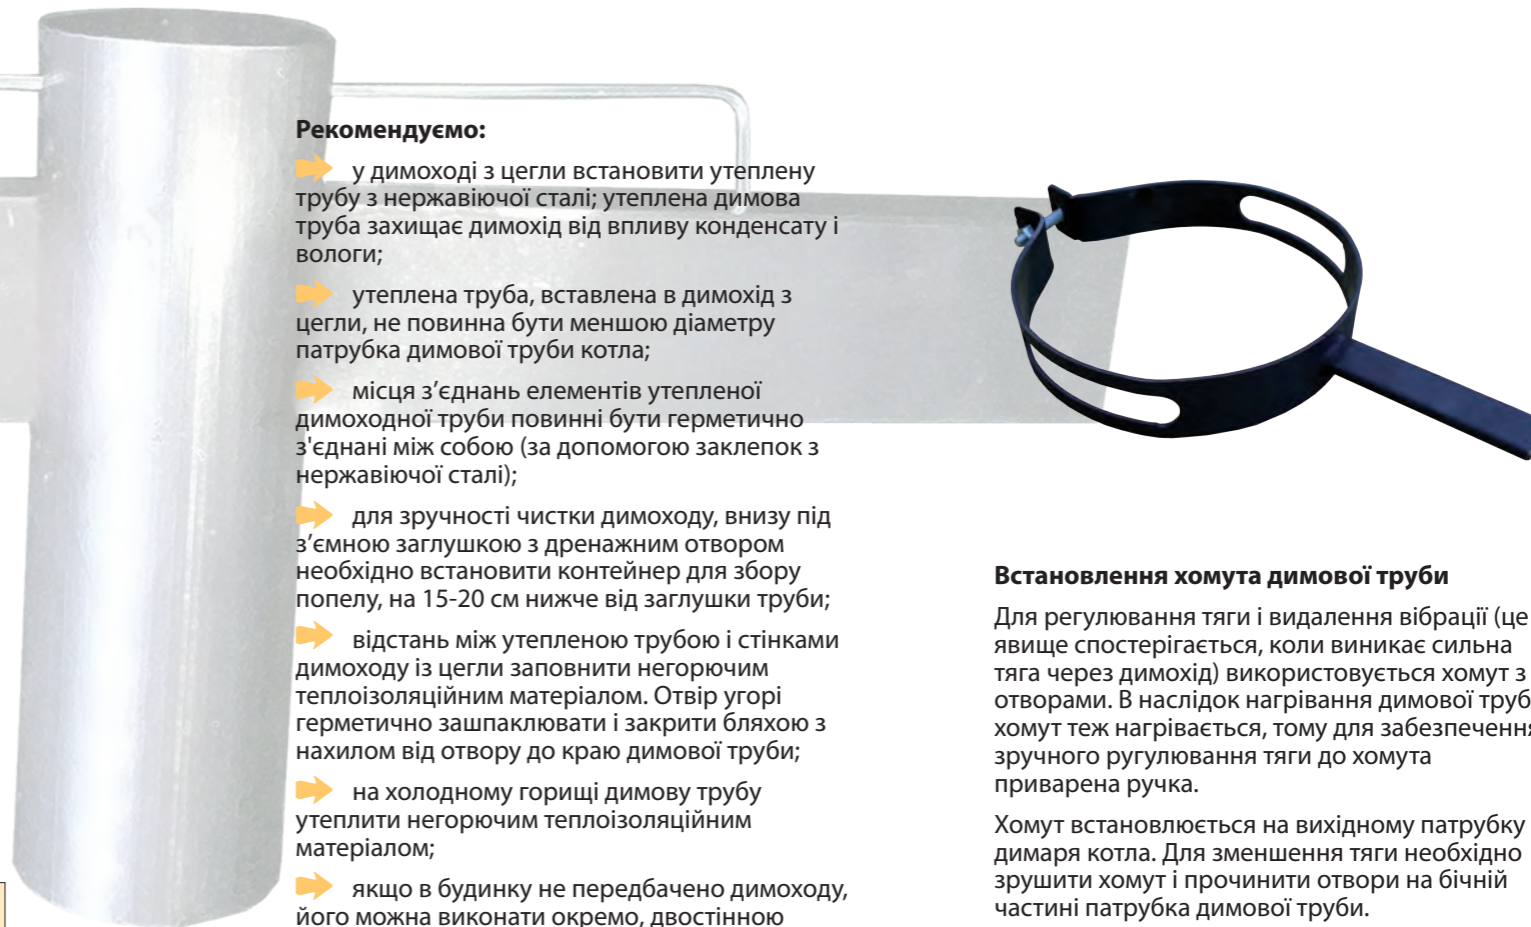 Рекомендуємо:
у димоході з цегли встановити утеплену
трубу з нержавіючої сталі; утеплена димова
труба захищає димохід від впливу конденсату і
вологи;
утеплена труба, вставлена в димохід з
цегли, не повинна бути меншою діаметру
патрубка димової труби котла;
місця з’єднань елементів утепленої
димоходної труби повинні бути герметично
з'єднані між собою (за допомогою заклепок з
нержавіючої сталі);
для зручності чистки димоходу, внизу під
з’ємною заглушкою з дренажним отвором
необхідно встановити контейнер для збору
попелу, на 15-20 см нижче від заглушки труби;
відстань між утепленою трубою і стінками
димоходу із цегли заповнити негорючим
теплоізоляційним матеріалом. Отвір угорі
герметично зашпаклювати і закрити бляхою з
нахилом від отвору до краю димової труби;
на холодному горищі димову трубу
утеплити негорючим теплоізоляційним
матеріалом;
якщо в будинку не передбачено димоходу,
його можна виконати окремо, двостінною
Встановлення хомута димової труби
Для регулювання тяги і видалення вібрації (це
явище спостерігається, коли виникає сильна
тяга через димохід) використовується хомут з
отворами. В наслідок нагрівання димової труб
хомут теж нагрівається, тому для забезпечення
зручного ругулювання тяги до хомута
приварена ручка.
Хомут встановлюється на вихідному патрубку
димаря котла. Для зменшення тяги необхідно
зрушити хомут і прочинити отвори на бічній
частині патрубка димової труби.